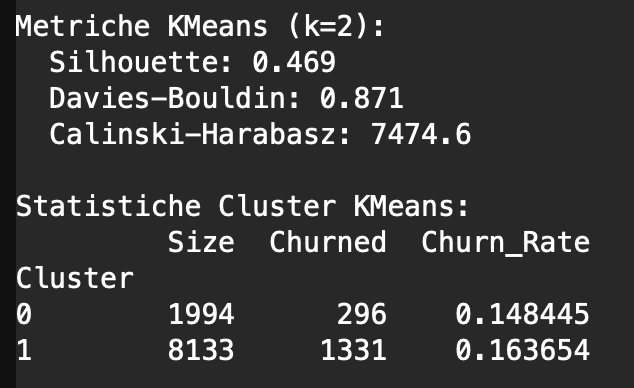 Metriche KMeans (k=2):
Silhouette: 0.469
Davies-Bouldin: 0.871
Calinski-Harabasz: 7474.6
Statistiche Cluster KMeans:
Size Churned Churn_Rate
Cluster
0 1994 296 0.148445
1 8133 1331 0.163654